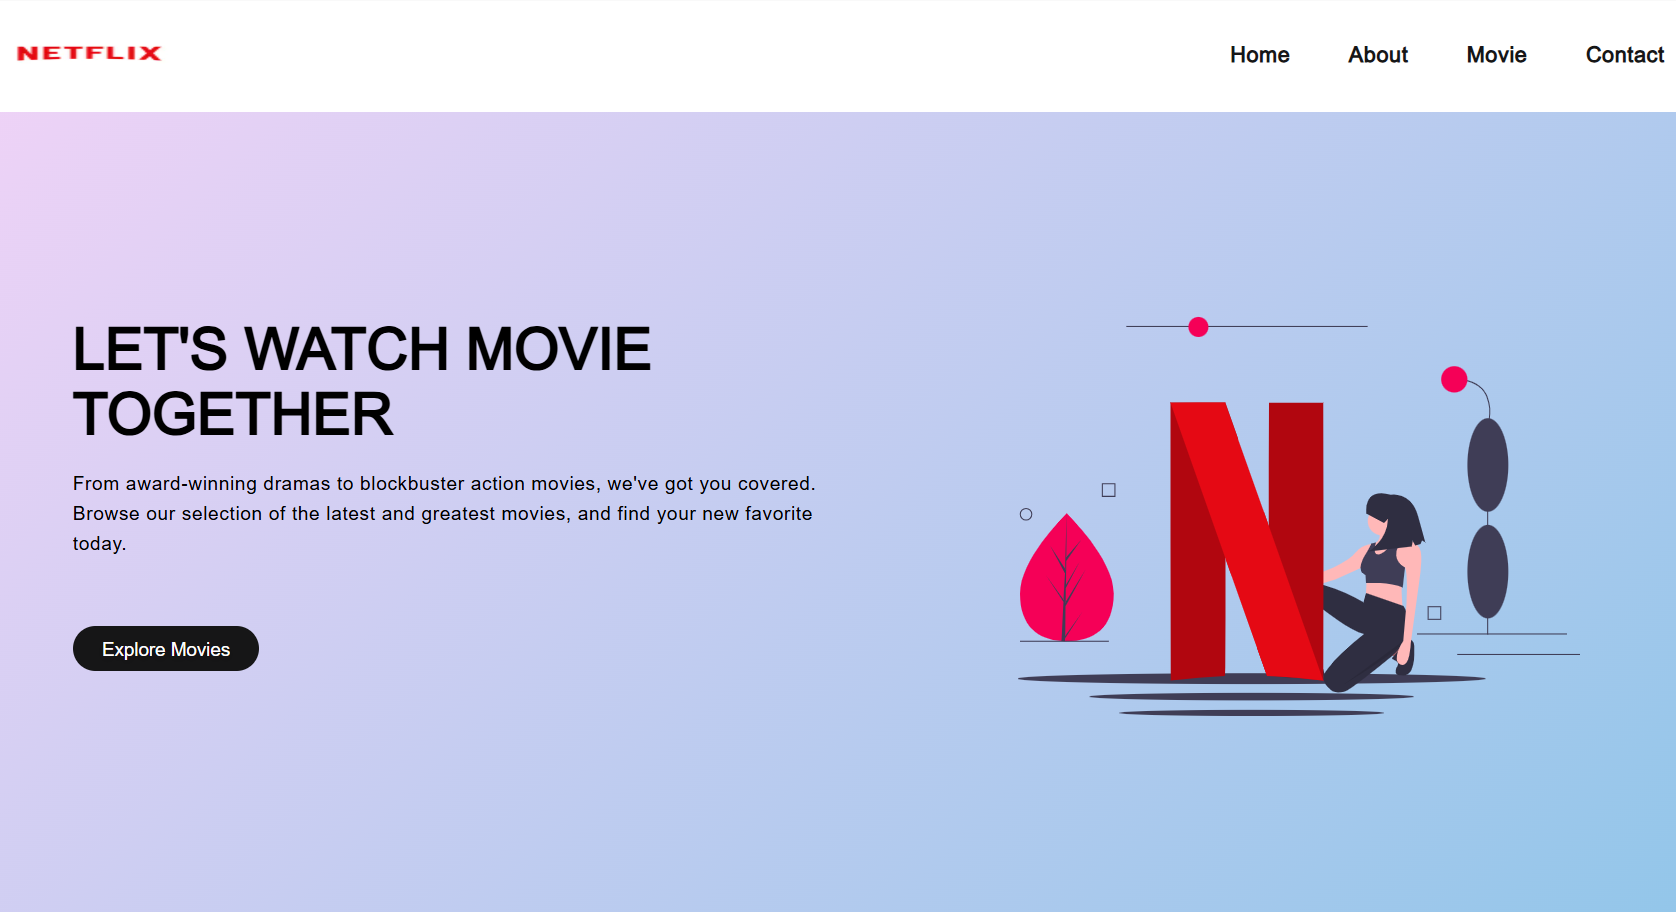 NETFLIX
Home About Movie Contact
LET'S WATCH MOVIE
TOGETHER
From award-winning dramas to blockbuster action movies, we've got you covered.
Browse our selection of the latest and greatest movies, and find your new favorite
today.
Explore Movies
N